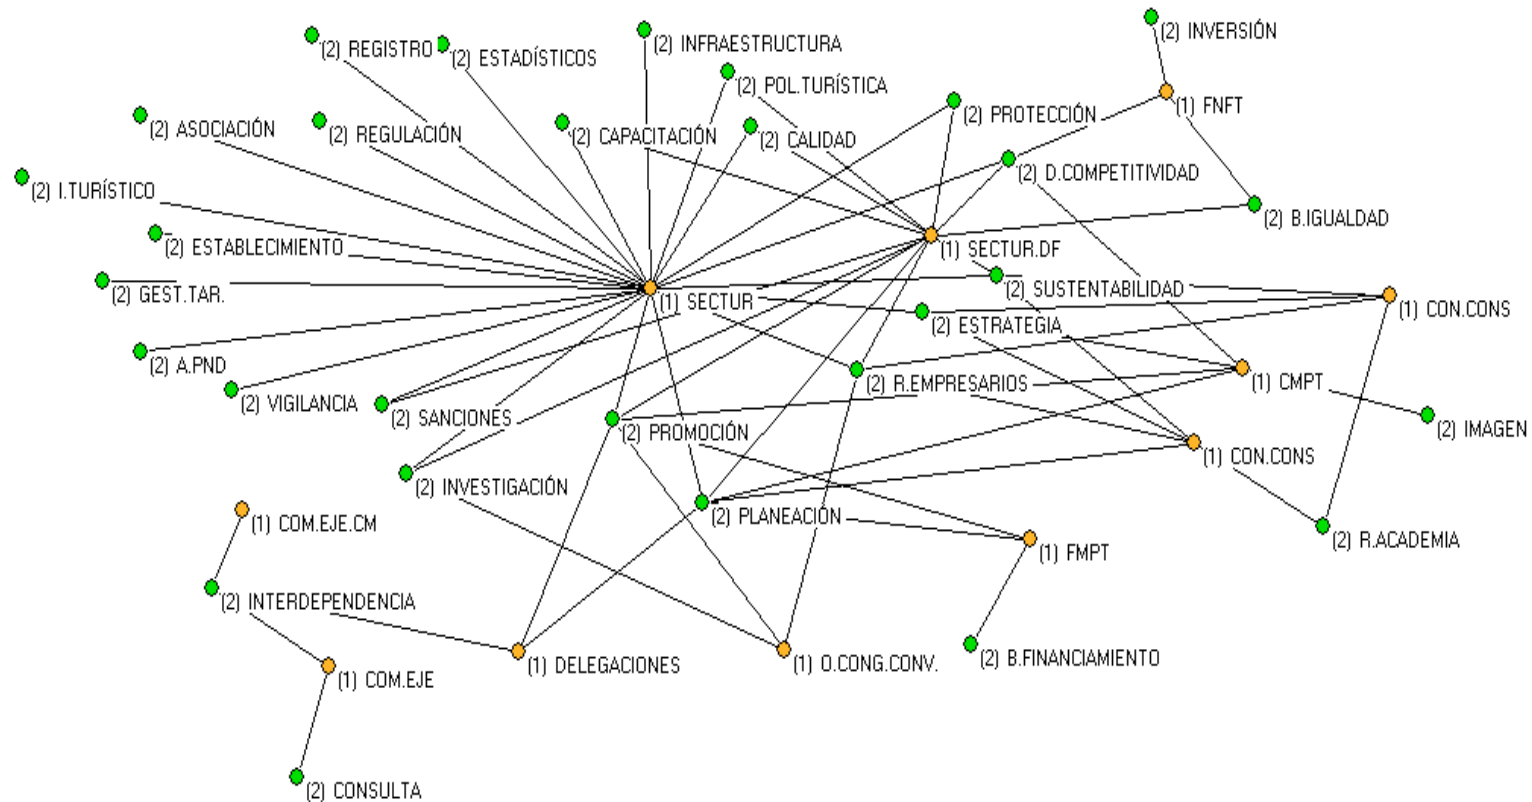 (2) INVERSIÓN
(2) REGISTRO
(2) ESTADÍSTICOS
(2) INFRAESTRUCTURA
(2) POL.TURÍSTICA
(1) FNFT
(2) PROTECCIÓN
(2) ASOCIACIÓN
(2) REGULACIÓN
(2) CAPACITACIÓN
(2) CALIDAD
(2) D.COMPETITIVIDAD
(2) I.TURÍSTICO
(2) B.IGUALDAD
(2) ESTABLECIMIENTO
(1) SECTUR.DF
(2) GEST.TAR.
(1) SECTUR
(2) SUSTENTABILIDAD
(1) CON.CONS
(2) ESTRATEGIA
(2) A.PND
(2) R.EMPRESARIOS
(1) CMPT
(2) VIGILANCIA
(2) SANCIONES
(2) PROMOCIÓN
(2) IMAGEN
(1) CON.CONS
(2) INVESTIGACIÓN
(2) PLANEACIÓN
(1) COM.EJE.CM
(2) R.ACADEMIA
(1) FMPT
(2) INTERDEPENDENCIA
(1) DELEGACIONES
(1) O.CONG.CONV.
(2) B.FINANCIAMIENTO
(1) COM.EJE
(2) CONSULTA